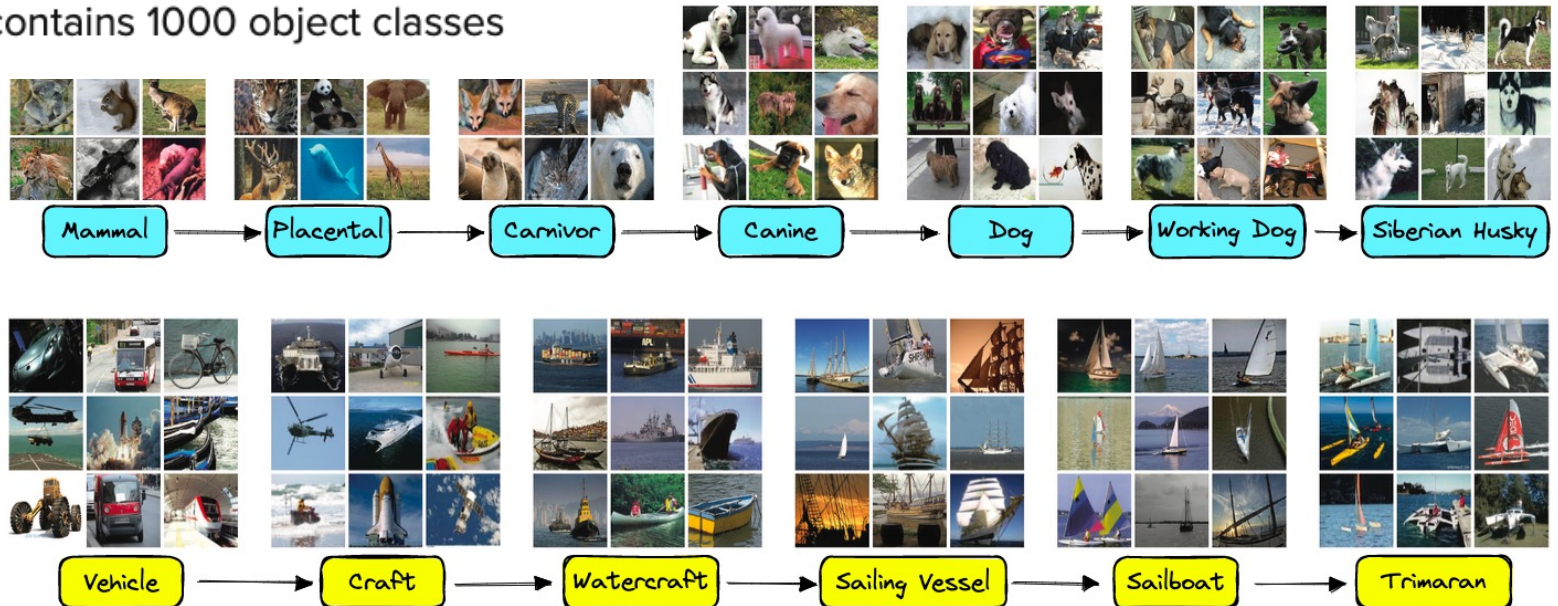 contains 1000 object classes
Mammal
Placental
Carnivor
Canine
Dog
Working Dog
Siberian Husky
APL
Vehicle
Craft
Watercraft
Sailing Vessel
Sailboat
Trimaran